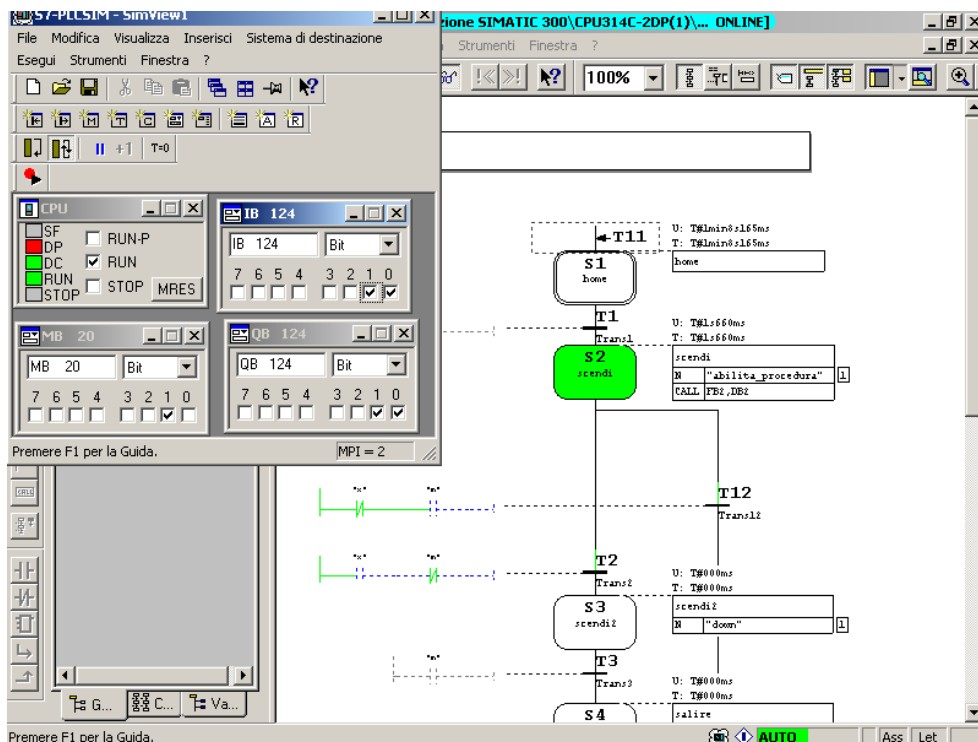 S7-PLCSIM - SimView1
File Modifica Visualizza Inserisci Sistema di destinazione
Esegui Strumenti Finestra ?
+1 T=0
CPU
SF
DP
DC
RUN
STOP
RUN-P
RUN
STOP
MRES
IB 124
IB 124 Bit
7 6 5 4 3 2 1 0
MB 20
MB 20 Bit
7 6 5 4 3 2 1 0
QB 124
QB 124 Bit
7 6 5 4 3 2 1 0
Premere F1 per la Guida. MPI = 2
zione SIMATIC 300\CPU314C-2DP(1)\... ONLINE]
Strumenti Finestra ?
100%
T11
S1
home
U: T#1min8s165ms
T: T#1min8s165ms
home
T1
Trans1
S2
scendi
U: T#1s660ms
T: T#1s660ms
scendi
N "abilita_procedura" 1
CALL FB2,DB2
T12
Trans12
T2
Trans2
S3
scendi2
U: T#000ms
T: T#000ms
scendi2
N "down" 1
T3
Trans3
S4
U: T#000ms
T: T#000ms
salire
CALL
G... C... Va...
Premere F1 per la Guida.
AUTO
Ass Let